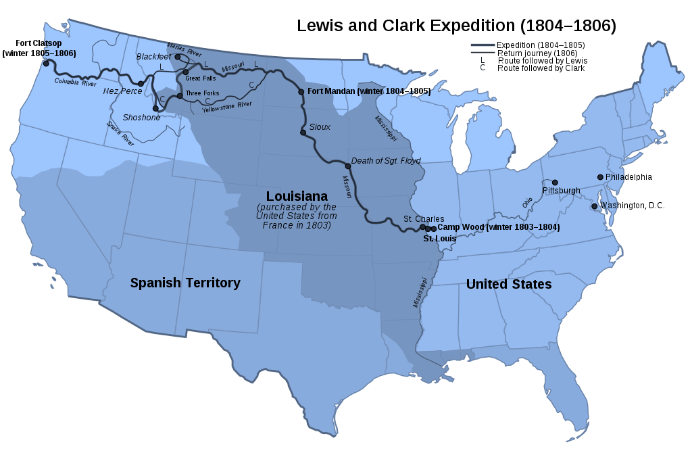 Lewis and Clark Expedition (1804–1806)
Expedition (1804–1805)
Return journey (1806)
L Route followed by Lewis
C Route followed by Clark
Fort Clatsop
(winter 1805–1806)
Columbia River
Nez Perce
Blackfeet
Marias River
Great Falls
Missouri
L
L
L
Three Forks
C
C
C
Yellowstone River
Shoshone
Snake River
Fort Mandan (winter 1804–1805)
Sioux
Mississippi
Death of Sgt. Floyd
Missouri
Louisiana
(purchased by the
United States from
France in 1803)
St. Charles
Camp Wood (winter 1803–1804)
St. Louis
Ohio
Pittsburgh
Philadelphia
Washington, D.C.
Spanish Territory
Mississippi
United States